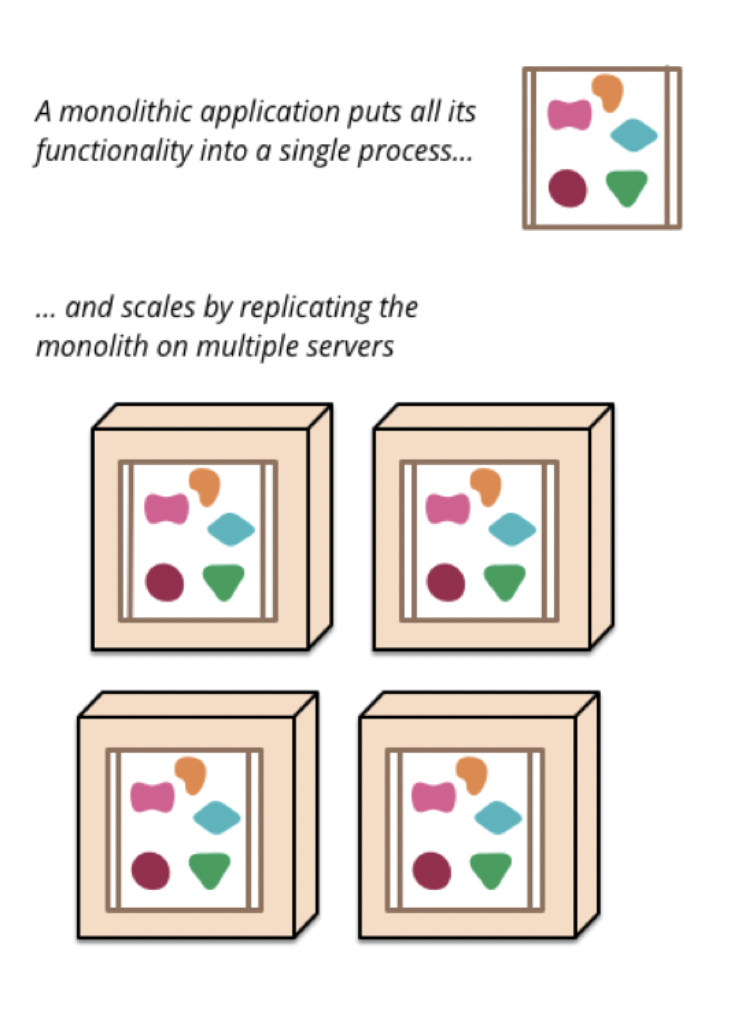 A monolithic application puts all its
functionality into a single process...
... and scales by replicating the
monolith on multiple servers